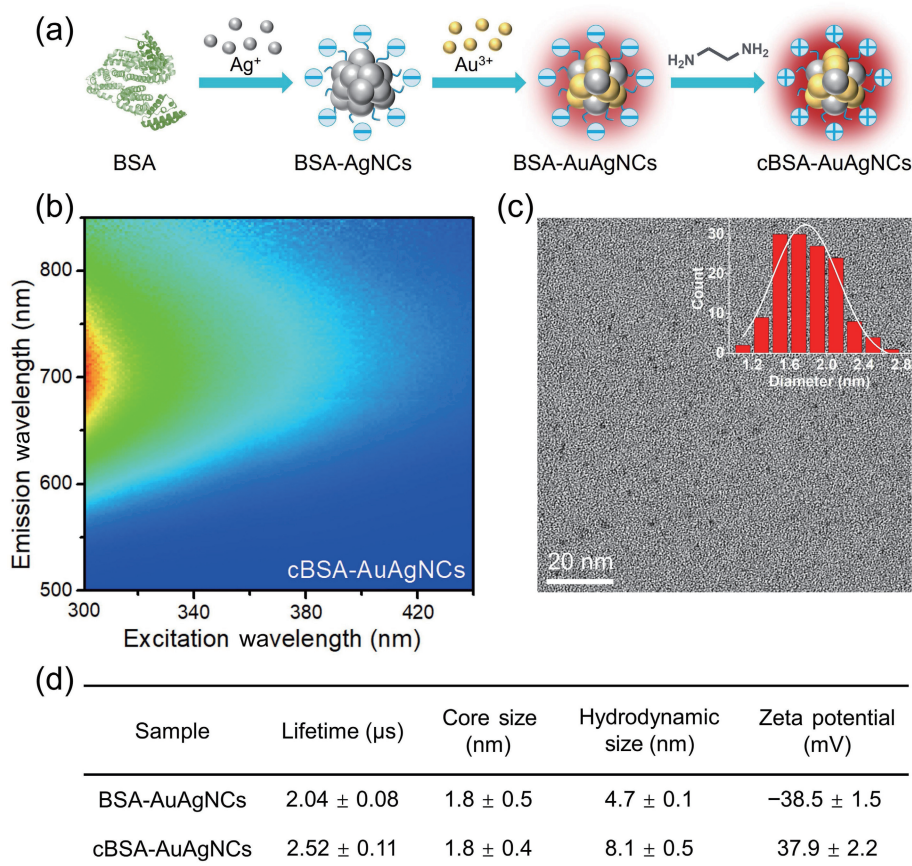 (a)
Ag⁺
Au³⁺
H₂N
NH₂
BSA
BSA-AgNCs
BSA-AuAgNCs
cBSA-AuAgNCs
(b)
800
700
600
500
Emission wavelength (nm)
cBSA-AuAgNCs
300
340
380
420
Excitation wavelength (nm)
(c)
30
20
10
0
Count
1.2 1.6 2.0 2.4 2.8
Diameter (nm)
20 nm
(d)
Sample Lifetime (μs) Core size (nm) Hydrodynamic size (nm) Zeta potential (mV)
BSA-AuAgNCs 2.04 ± 0.08 1.8 ± 0.5 4.7 ± 0.1 −38.5 ± 1.5
cBSA-AuAgNCs 2.52 ± 0.11 1.8 ± 0.4 8.1 ± 0.5 37.9 ± 2.2